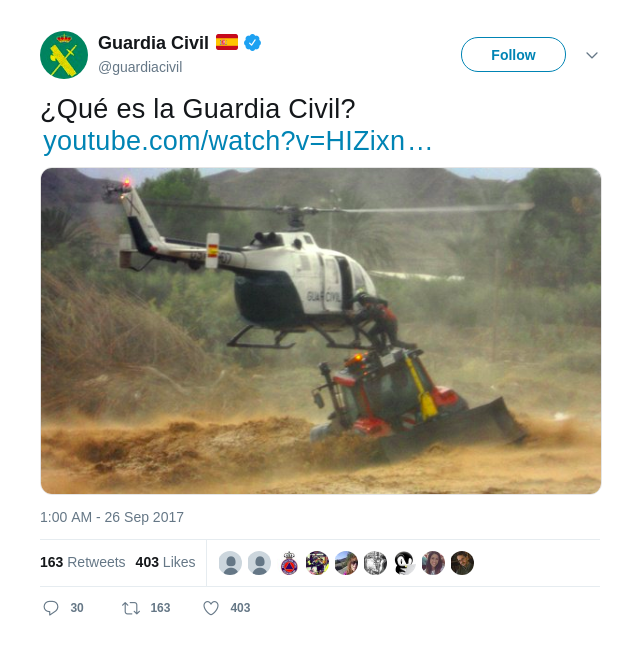 Guardia Civil
@guardiacivil
Follow
¿Qué es la Guardia Civil?
youtube.com/watch?v=HIZixn…
GUARDIA CIVIL
1:00 AM - 26 Sep 2017
163 Retweets 403 Likes
30 163 403